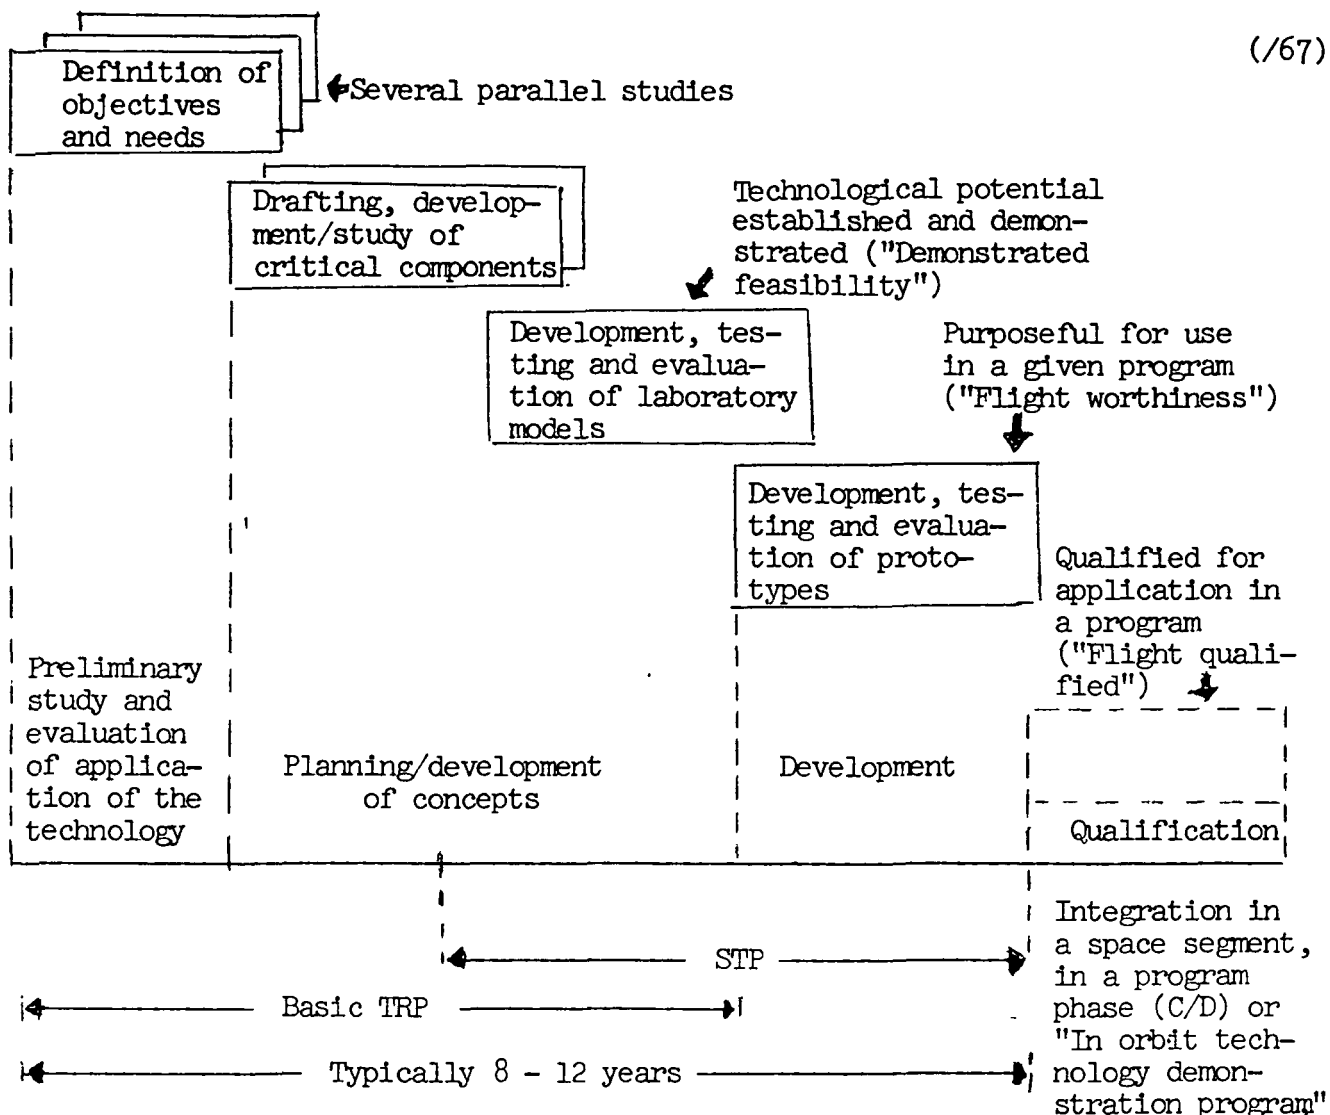 (/67)
Definition of
objectives
and needs
Several parallel studies
Drafting, develop-
ment/study of
critical components
Technological potential
established and demon-
strated ("Demonstrated
feasibility")
Development, tes-
ting and evalua-
tion of laboratory
models
Purposeful for use
in a given program
("Flight worthiness")
Development, tes-
ting and evalua-
tion of proto-
types
Qualified for
application in
a program
("Flight quali-
fied")
Preliminary
study and
evaluation
of applica-
tion of the
technology
Planning/development
of concepts
Development
Qualification
STP
Basic TRP
Typically 8 - 12 years
Integration in
a space segment,
in a program
phase (C/D) or
"In orbit tech-
nology demon-
stration program"